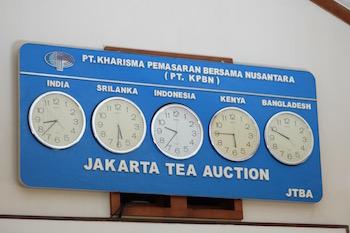 PT. KHARISMA PEMASARAN BERSAMA NUSANTARA
( PT. KPBN )
INDIA SRILANKA INDONESIA KENYA BANGLADESH
JAKARTA TEA AUCTION
JTBA